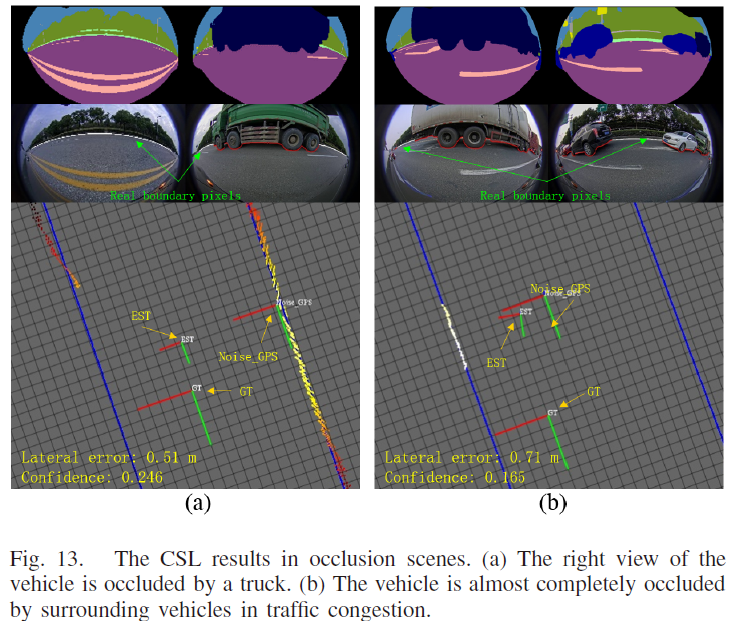 Real boundary pixels
Real boundary pixels
Noise_GPS
EST
EST
Noise_GPS
GT
GT
Lateral error: 0.51 m
Confidence: 0.246
Noise_GPS
Noise_GPS
EST
EST
GT
GT
Lateral error: 0.71 m
Confidence: 0.165
(a)
(b)
Fig. 13. The CSL results in occlusion scenes. (a) The right view of the
vehicle is occluded by a truck. (b) The vehicle is almost completely occluded
by surrounding vehicles in traffic congestion.